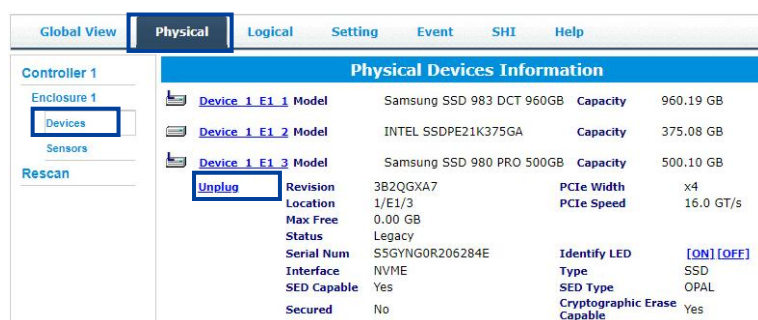 Global View Physical Logical Setting Event SHI Help
Controller 1
Enclosure 1
Devices
Sensors
Rescan
Physical Devices Information
Device_1_E1_1 Model Samsung SSD 983 DCT 960GB Capacity 960.19 GB
Device_1_E1_2 Model INTEL SSDPE21K375GA Capacity 375.08 GB
Device_1_E1_3 Model Samsung SSD 980 PRO 500GB Capacity 500.10 GB
Unplug Revision 3B2QGXA7 PCIe Width x4
Location 1/E1/3 PCIe Speed 16.0 GT/s
Max Free 0.00 GB
Status Legacy
Serial Num S5GYNG0R206284E Identify LED [ON] [OFF]
Interface NVME Type SSD
SED Capable Yes SED Type OPAL
Secured No Cryptographic Erase Capable Yes